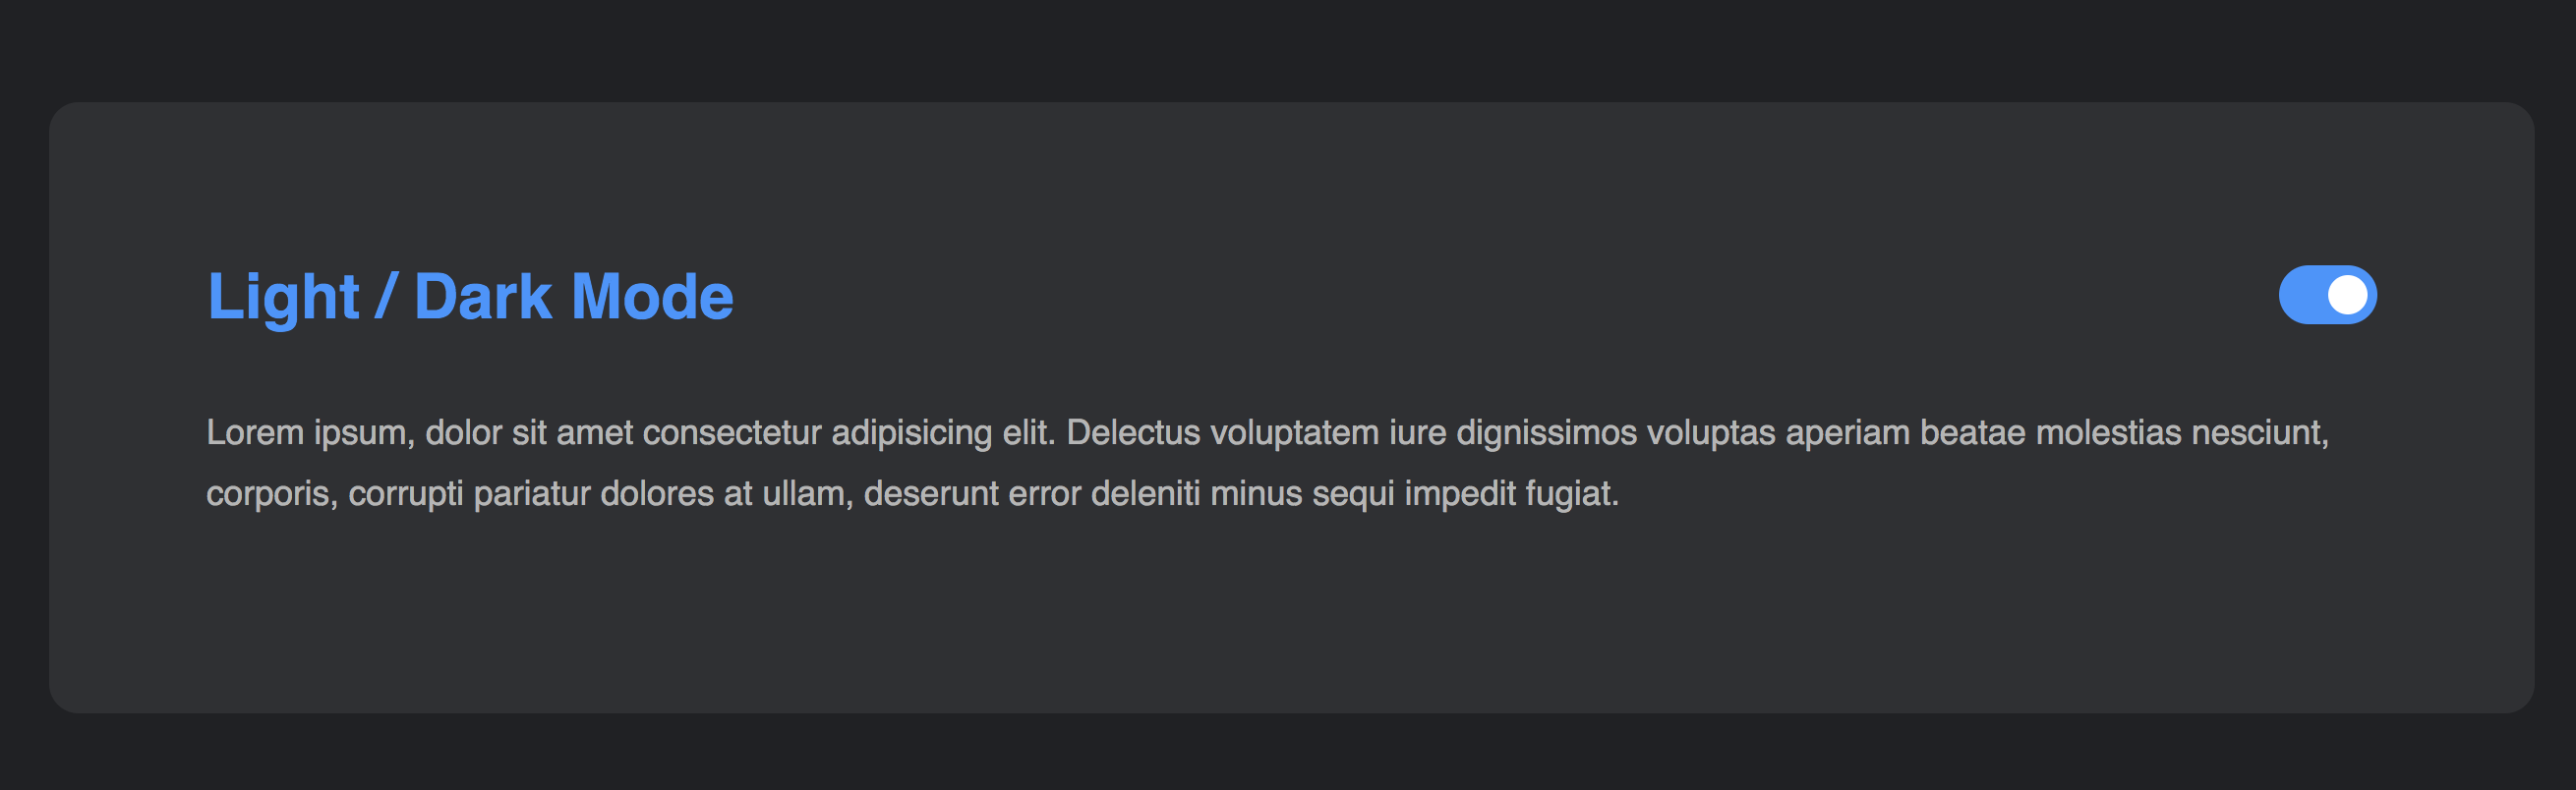 Light / Dark Mode
Lorem ipsum, dolor sit amet consectetur adipisicing elit. Delectus voluptatem iure dignissimos voluptas aperiam beatae molestias nesciunt,
corporis, corrupti pariatur dolores at ullam, deserunt error deleniti minus sequi impedit fugiat.